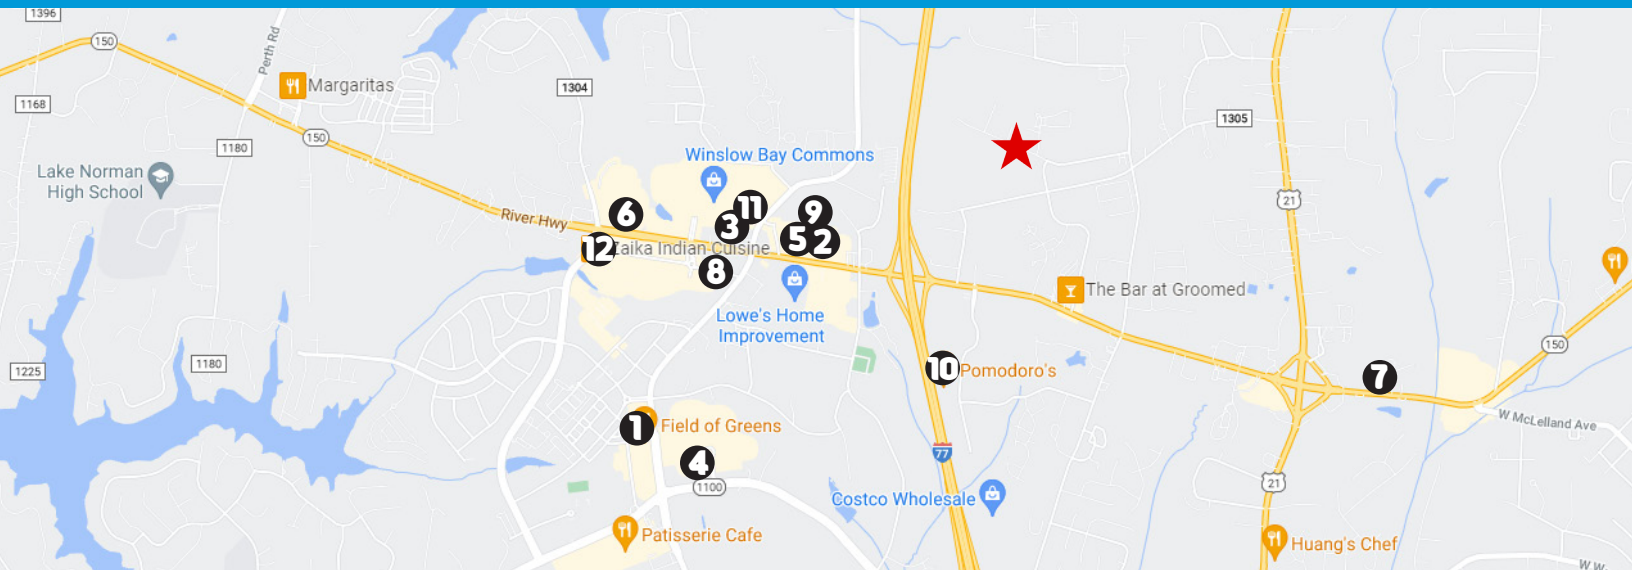 1396
150
Perth Rd
Margaritas
1304
1168
1305
150
1180
Winslow Bay Commons
Lake Norman
High School
21
River Hwy
6
11
3
9
5
2
12
Zaika Indian Cuisine
8
The Bar at Groomed
Lowe's Home
Improvement
150
1180
1225
10
Pomodoro's
7
W McLelland Ave
1
Field of Greens
4
77
1100
21
Costco Wholesale
Patisserie Cafe
Huang's Chef
W W